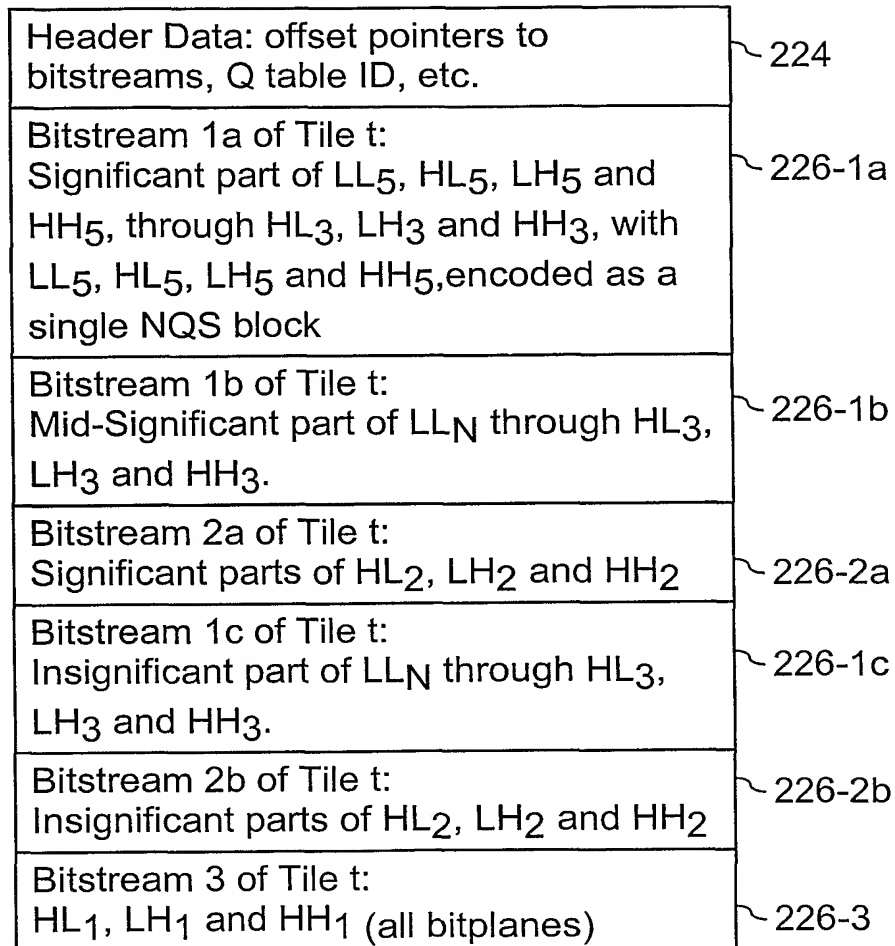 Header Data: offset pointers to
bitstreams, Q table ID, etc.
224
Bitstream 1a of Tile t:
Significant part of LL5, HL5, LH5 and
HH5, through HL3, LH3 and HH3, with
LL5, HL5, LH5 and HH5,encoded as a
single NQS block
226-1a
Bitstream 1b of Tile t:
Mid-Significant part of LLN through HL3,
LH3 and HH3.
226-1b
Bitstream 2a of Tile t:
Significant parts of HL2, LH2 and HH2
226-2a
Bitstream 1c of Tile t:
Insignificant part of LLN through HL3,
LH3 and HH3.
226-1c
Bitstream 2b of Tile t:
Insignificant parts of HL2, LH2 and HH2
226-2b
Bitstream 3 of Tile t:
HL1, LH1 and HH1 (all bitplanes)
226-3